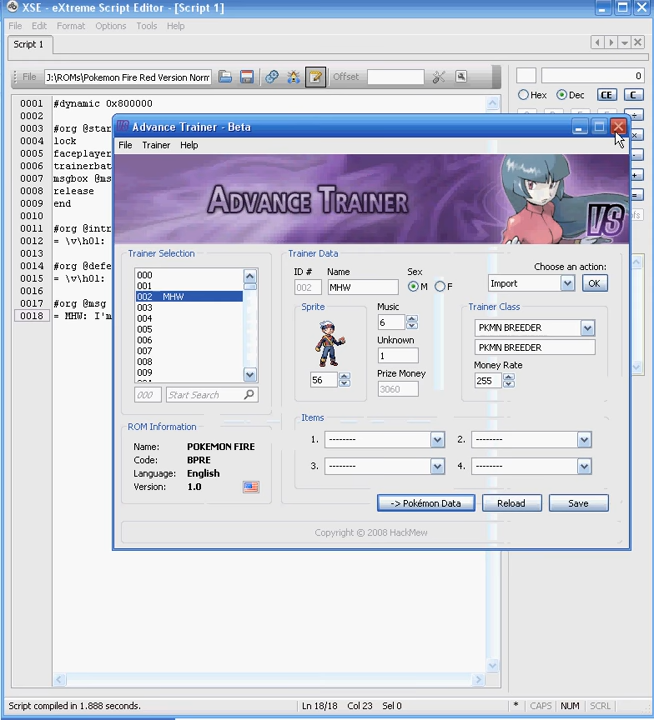 XSE - eXtreme Script Editor - [Script 1]
File Edit Format Options Tools Help
Script 1
File J:\ROMs\Pokemon Fire Red Version Norm Offset
0
Hex Dec CE C
0001 #dynamic 0x800000
0002
0003 #org @star
0004 lock
0005 faceplayer
0006 trainerbat
0007 msgbox @ms
0008 release
0009 end
0010
0011 #org @intr
0012 = \v\h01:
0013
0014 #org @defe
0015 = \v\h01:
0016
0017 #org @msg
0018 = MHW: I'm
Advance Trainer - Beta
File Trainer Help
ADVANCE TRAINER
VS
Trainer Selection
000
001
002 MHW
003
004
005
006
007
008
009
000 Start Search
ROM Information
Name: POKEMON FIRE
Code: BPRE
Language: English
Version: 1.0
Trainer Data
ID # Name Sex
002 MHW M F
Choose an action:
Import OK
Sprite
56
Music
6
Unknown
1
Prize Money
3060
Trainer Class
PKMN BREEDER
PKMN BREEDER
Money Rate
255
Items
1. -------- 2. --------
3. -------- 4. --------
-> Pokémon Data Reload Save
Copyright © 2008 HackMew
Script compiled in 1.888 seconds. Ln 18/18 Col 23 Sel 0 * CAPS NUM SCRL